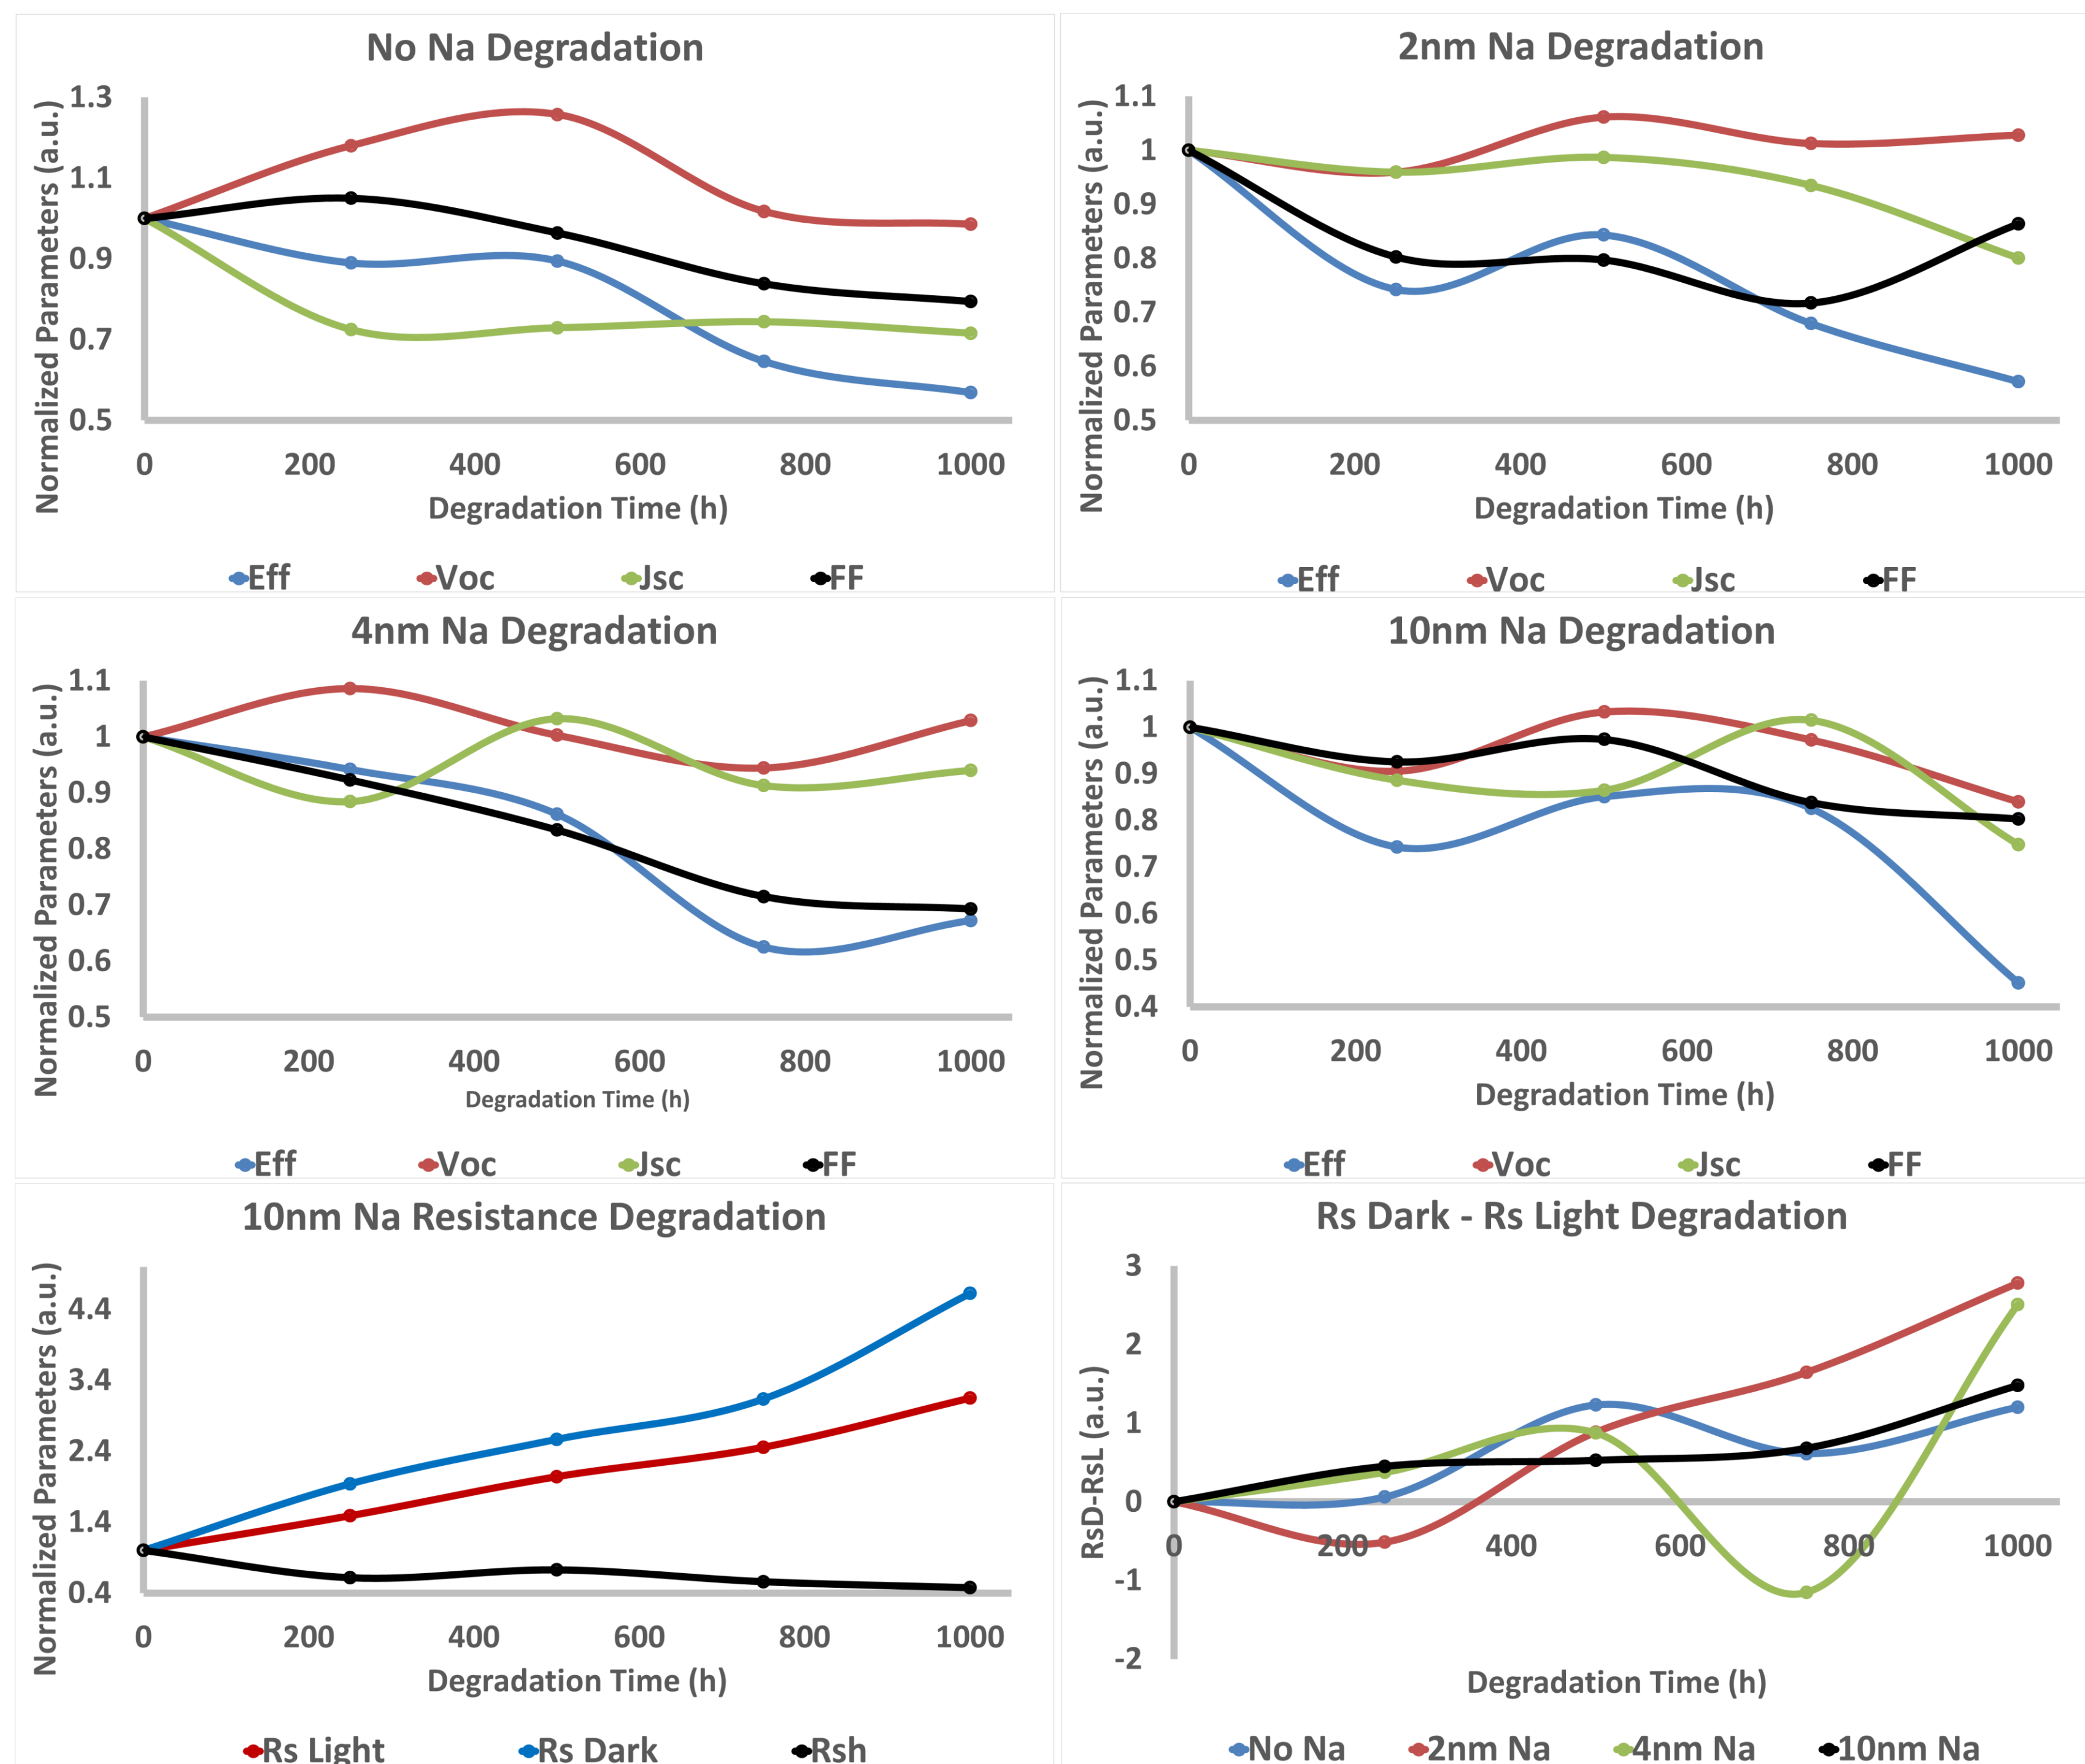 No Na Degradation
Normalized Parameters (a.u.)
1.3
1.1
0.9
0.7
0.5
0 200 400 600 800 1000
Degradation Time (h)
Eff Voc Jsc FF
2nm Na Degradation
Normalized Parameters (a.u.)
1.1
1
0.9
0.8
0.7
0.6
0.5
0 200 400 600 800 1000
Degradation Time (h)
Eff Voc Jsc FF
4nm Na Degradation
Normalized Parameters (a.u.)
1.1
1
0.9
0.8
0.7
0.6
0.5
0 200 400 600 800 1000
Degradation Time (h)
Eff Voc Jsc FF
10nm Na Degradation
Normalized Parameters (a.u.)
1.1
1
0.9
0.8
0.7
0.6
0.5
0.4
0 200 400 600 800 1000
Degradation Time (h)
Eff Voc Jsc FF
10nm Na Resistance Degradation
Normalized Parameters (a.u.)
4.4
3.4
2.4
1.4
0.4
0 200 400 600 800 1000
Degradation Time (h)
Rs Light Rs Dark Rsh
Rs Dark - Rs Light Degradation
RsD-RsL (a.u.)
3
2
1
0
-1
-2
0 200 400 600 800 1000
Degradation Time (h)
No Na 2nm Na 4nm Na 10nm Na